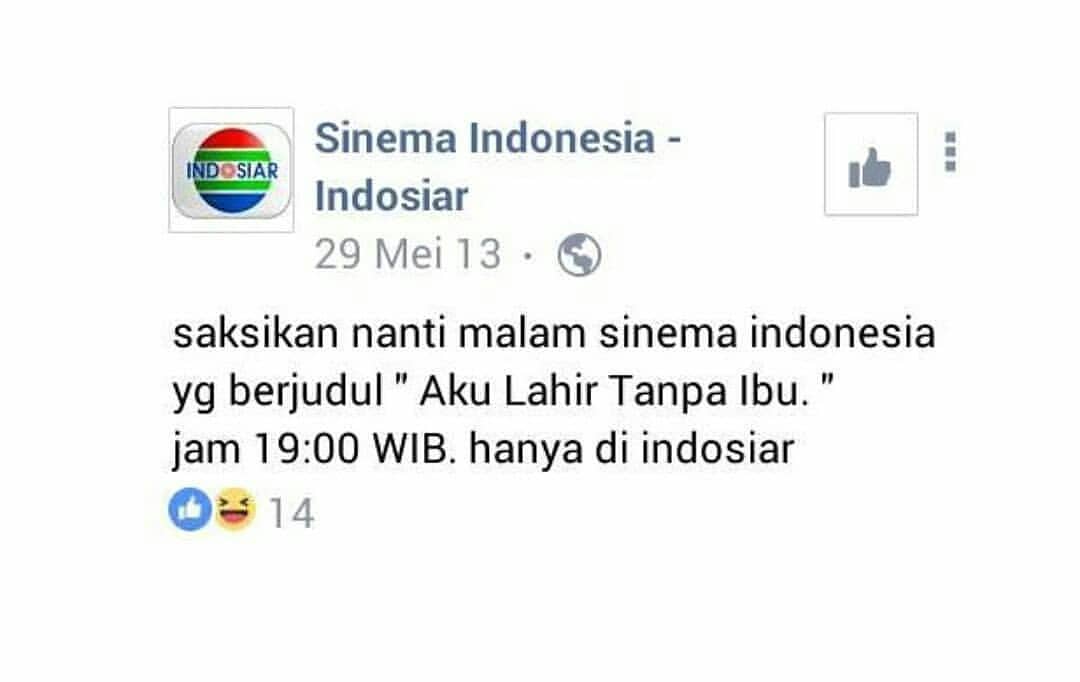 INDOSIAR
Sinema Indonesia -
Indosiar
29 Mei 13 ·
saksikan nanti malam sinema indonesia
yg berjudul " Aku Lahir Tanpa Ibu. "
jam 19:00 WIB. hanya di indosiar
14